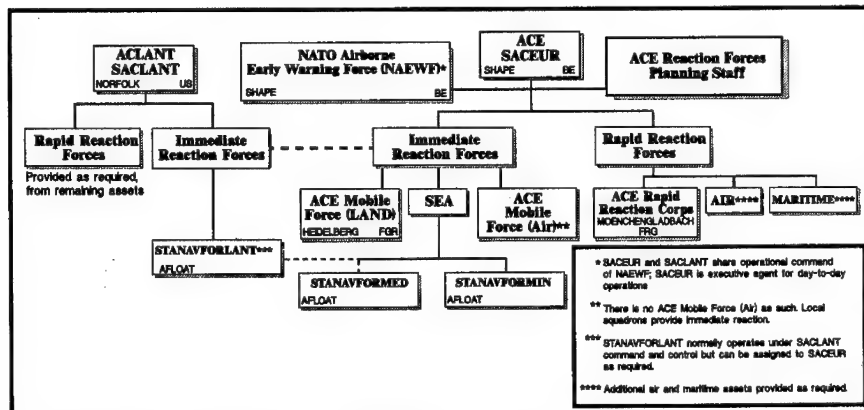 ACLANT
SACLANT
NORFOLK US
NATO Airborne
Early Warning Force (NAEWF)*
SHAPE BE
ACE
SACEUR
SHAPE BE
ACE Reaction Forces
Planning Staff
Rapid Reaction
Forces
Provided as required,
from remaining assets
Immediate
Reaction Forces
Immediate
Reaction Forces
Rapid Reaction
Forces
ACE Mobile
Force (LAND)
HEIDELBERG FGR
SEA
ACE
Mobile
Force (Air)**
ACE Rapid
Reaction Corps
MOENCHENGLADBACH
FRG
AIR****
MARITIME****
STANAVFORLANT***
AFLOAT
STANAVFORMED
AFLOAT
STANAVFORMIN
AFLOAT
* SACEUR and SACLANT share operational command
of NAEWF; SACEUR is executive agent for day-to-day
operations
** There is no ACE Mobile Force (Air) as such. Local
squadrons provide immediate reaction.
*** STANAVFORLANT normally operates under SACLANT
command and control but can be assigned to SACEUR
as required.
**** Additional air and maritime assets provided as required.